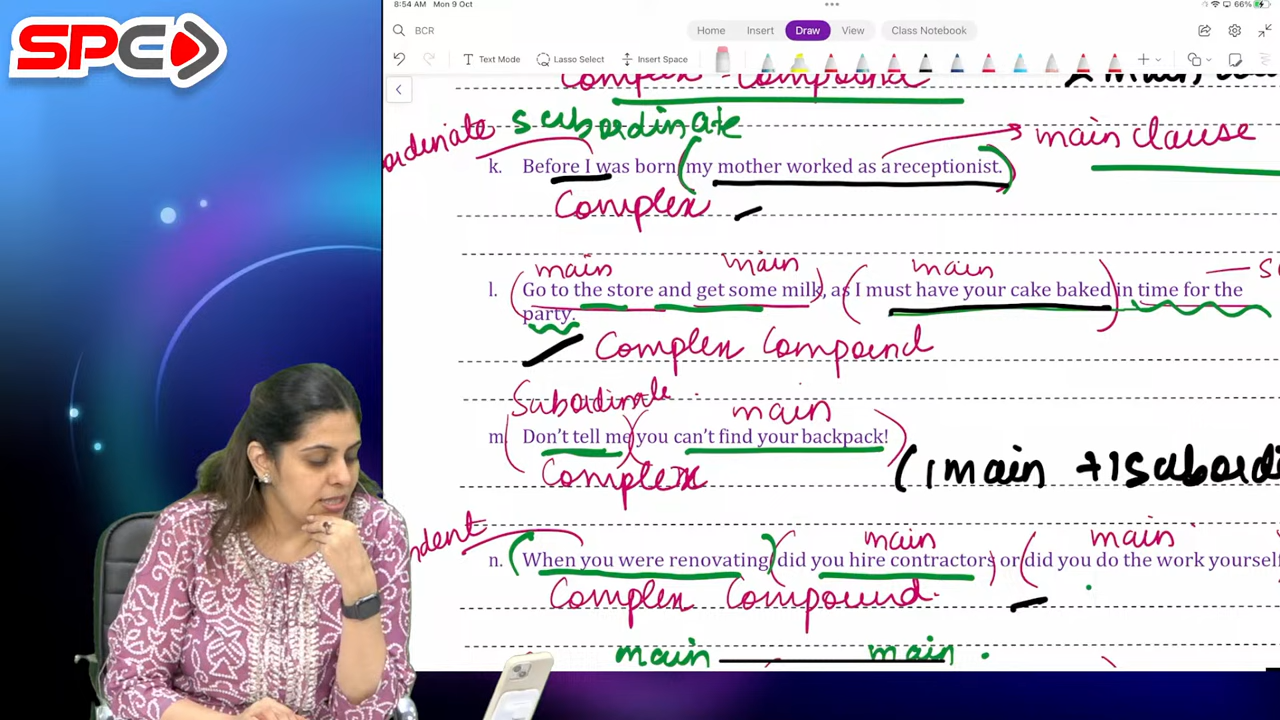 8:54 AM Mon 9 Oct
66%
SPE
BCR
Home Insert Draw View Class Notebook
Text Mode Lasso Select Insert Space
Complex - Compound
subordinate
main clause
k. Before I was born, my mother worked as a receptionist.
Complex
main main main
l. Go to the store and get some milk, as I must have your cake baked in time for the
party.
Complex Compound
Subordinate main
m. Don't tell me you can't find your backpack!
Complex
(1 main + 1 subordi
main main
n. When you were renovating, did you hire contractors or did you do the work yourself
Complex Compound.
main main